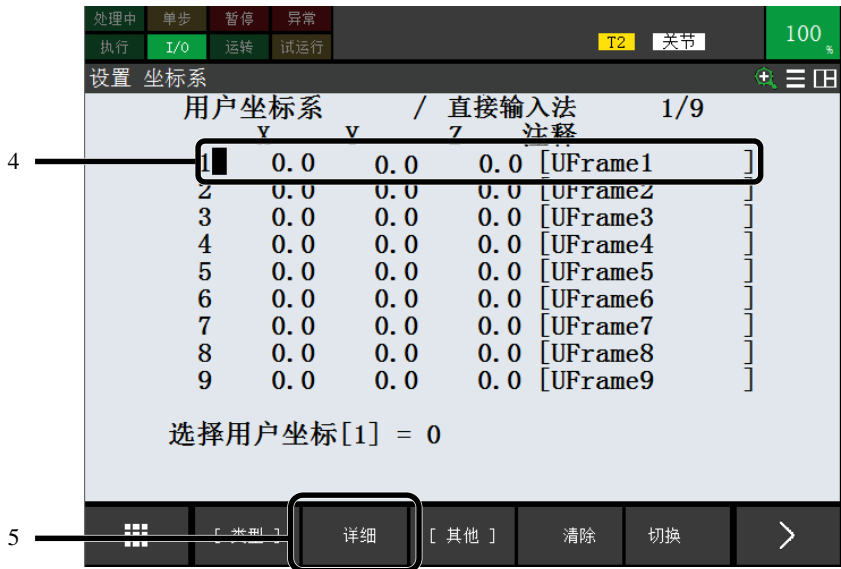 处理中 单步 暂停 异常
执行 I/O 运转 试运行 T2 关节 100 %
设置 坐标系
用户坐标系 / 直接输入法 1/9
X Y Z 注释
4
1 0.0 0.0 0.0 [UFrame1 ]
2 0.0 0.0 0.0 [UFrame2 ]
3 0.0 0.0 0.0 [UFrame3 ]
4 0.0 0.0 0.0 [UFrame4 ]
5 0.0 0.0 0.0 [UFrame5 ]
6 0.0 0.0 0.0 [UFrame6 ]
7 0.0 0.0 0.0 [UFrame7 ]
8 0.0 0.0 0.0 [UFrame8 ]
9 0.0 0.0 0.0 [UFrame9 ]
选择用户坐标[1] = 0
5
[ 类型 ] 详细 [ 其他 ] 清除 切换